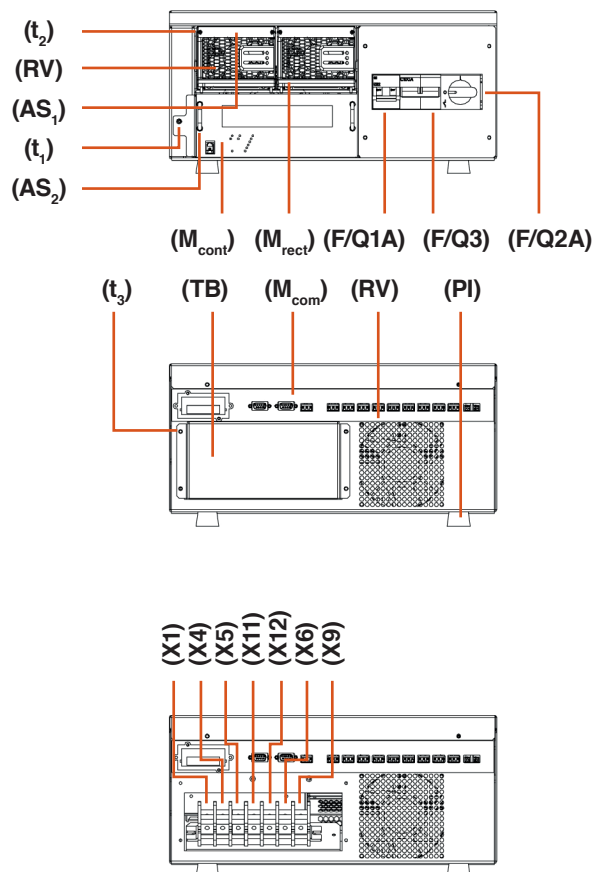 (t₂)
(RV)
(AS₁)
(t₁)
(AS₂)
(Mcont) (Mrect) (F/Q1A) (F/Q3) (F/Q2A)
(t₃) (TB) (Mcom) (RV) (PI)
(X1) (X4) (X5) (X11) (X12) (X6) (X9)